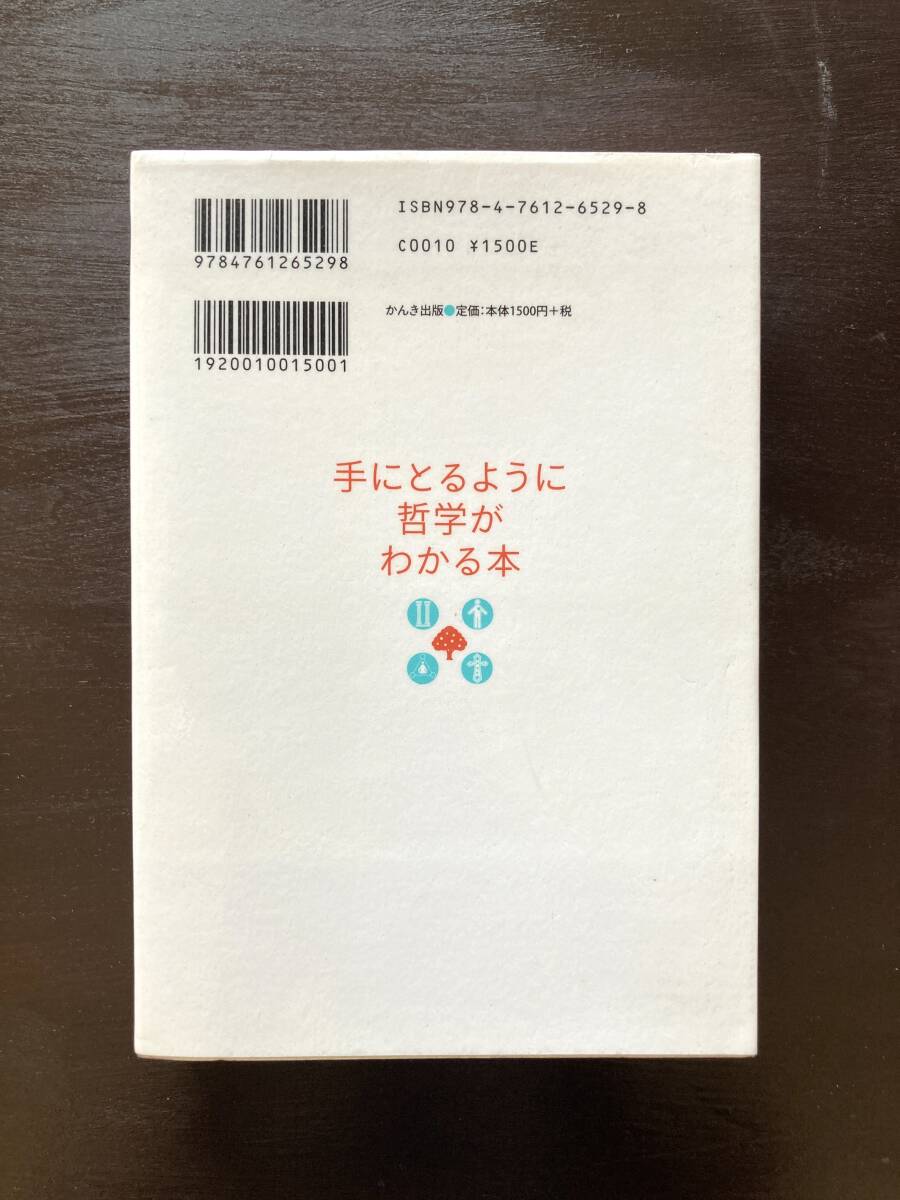 ISBN978-4-7612-6529-8
9784761265298
C0010 ¥1500E
かんき出版●定価：本体1500円＋税
1920010015001
手にとるように
哲学が
わかる本